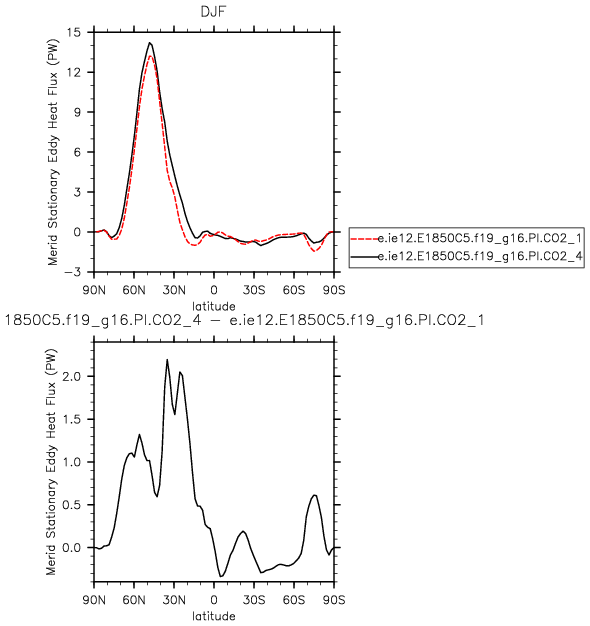 DJF
Merid Stationary Eddy Heat Flux (PW)
15
12
9
6
3
0
−3
90N 60N 30N 0 30S 60S 90S
latitude
e.ie12.E1850C5.f19_g16.PI.CO2_1
e.ie12.E1850C5.f19_g16.PI.CO2_4
1850C5.f19_g16.PI.CO2_4 − e.ie12.E1850C5.f19_g16.PI.CO2_1
Merid Stationary Eddy Heat Flux (PW)
2.0
1.5
1.0
0.5
0.0
90N 60N 30N 0 30S 60S 90S
latitude